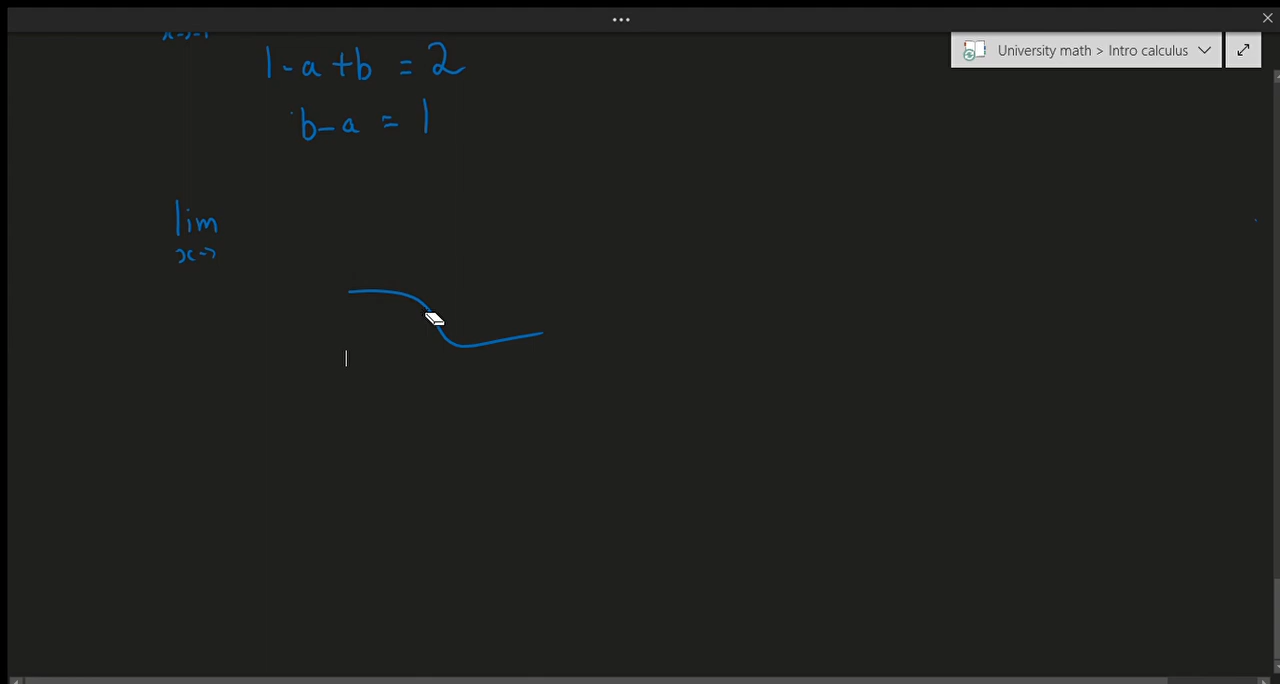 University math > Intro calculus
1 - a + b = 2
b - a = 1
lim
x →